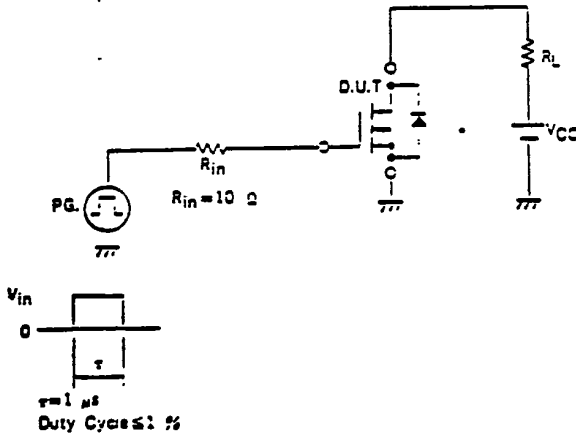 D.U.T
RL
VCC
Rin
Rin=10 Ω
PG.
Vin
0
τ
τ=1 μs
Duty Cycle≤1 %